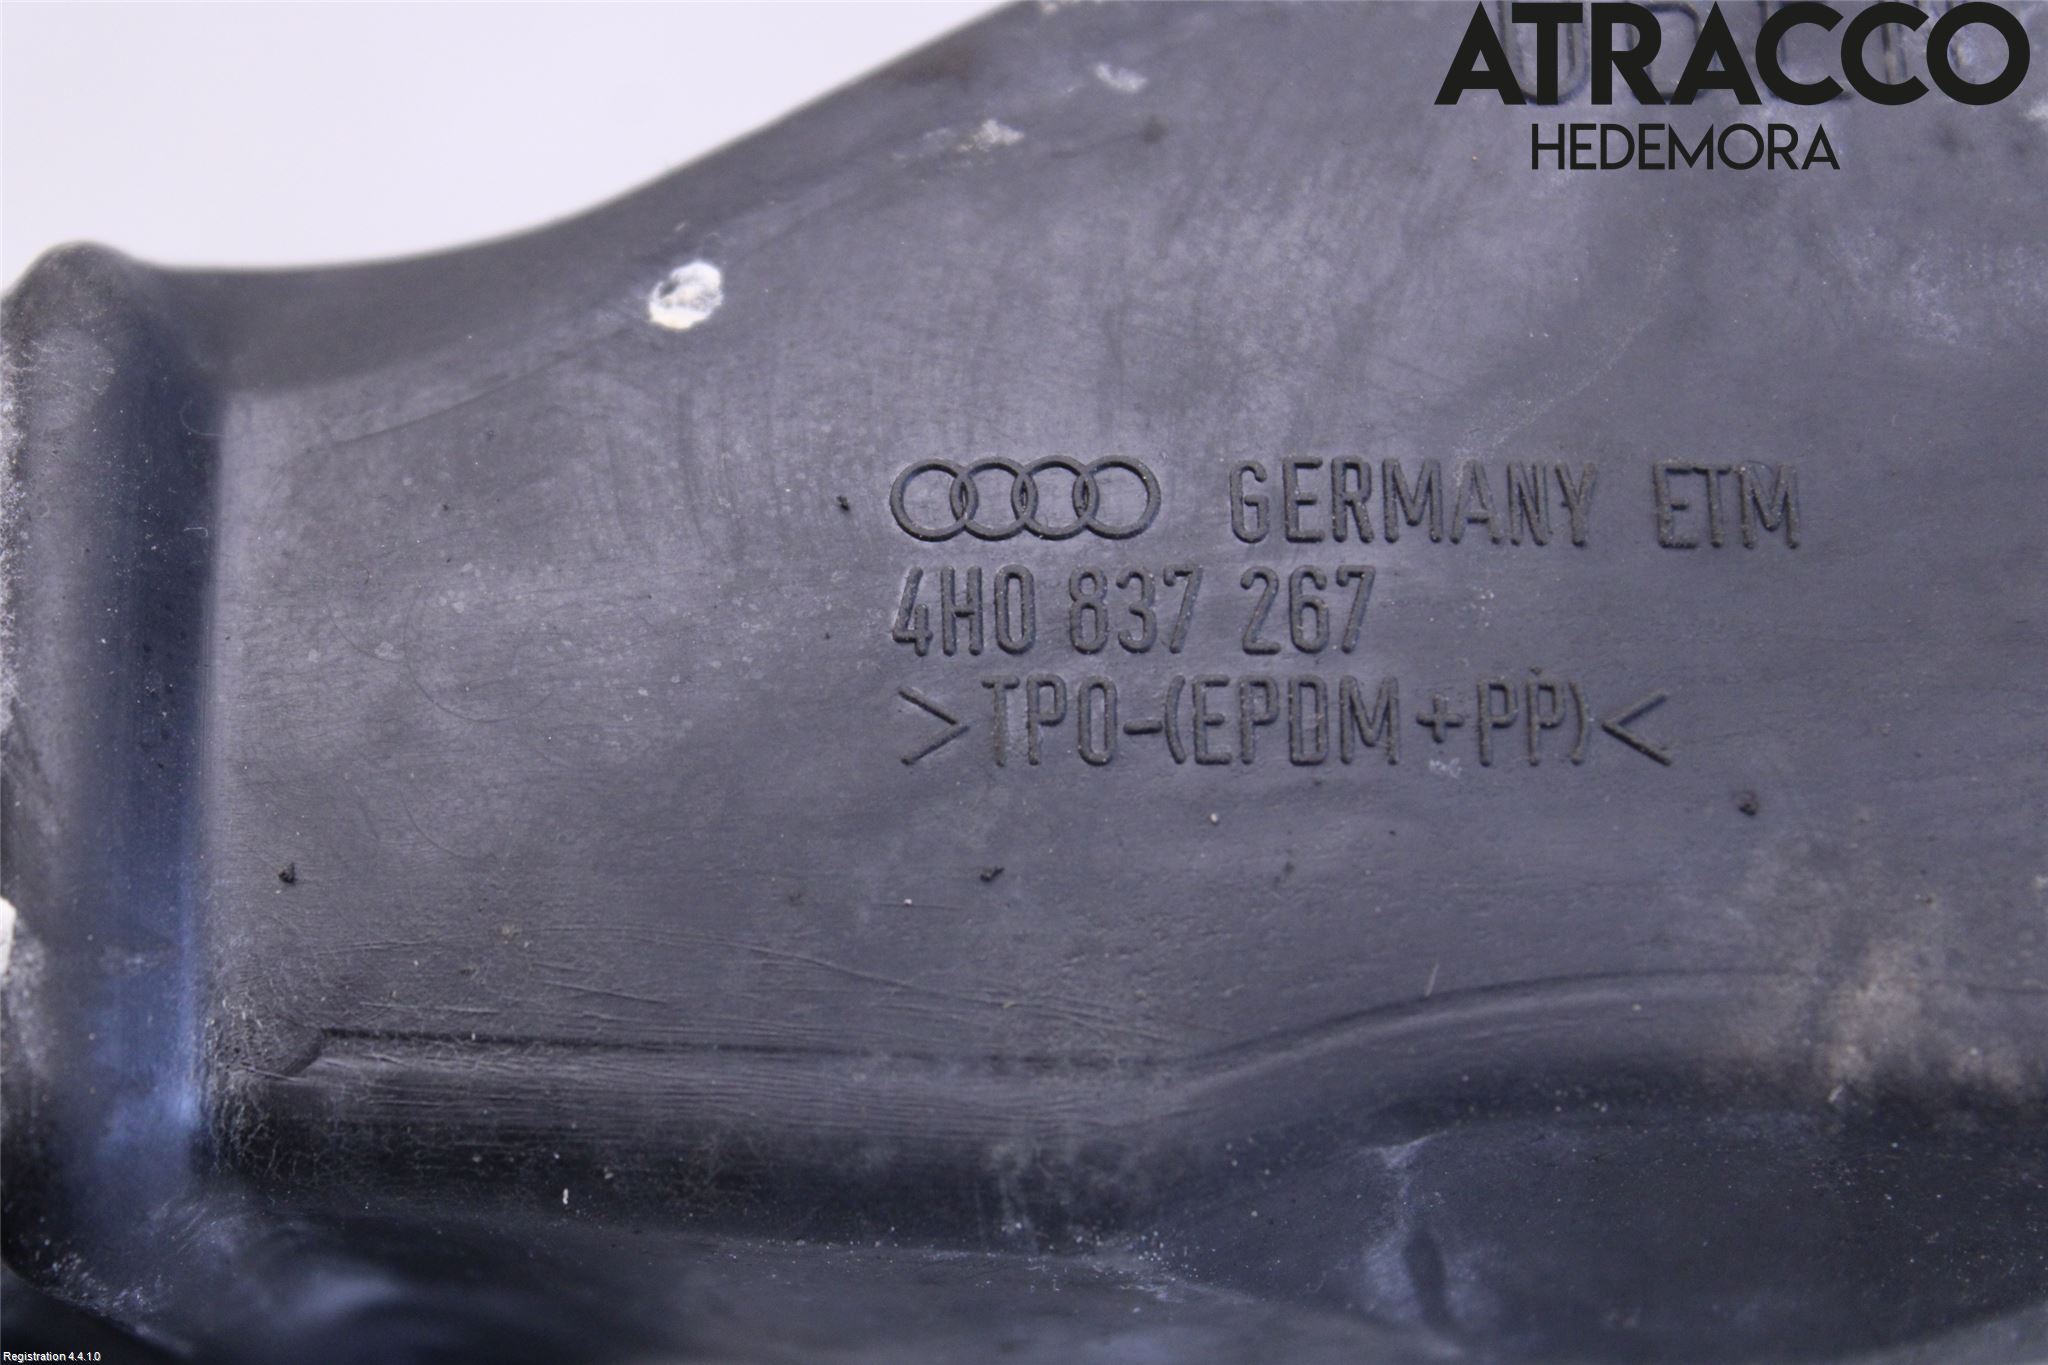 ATRACCO
HEDEMORA
GERMANY ETM
4H0 837 267
>TPO-(EPDM+PP)<
Registration 4.4.1.0